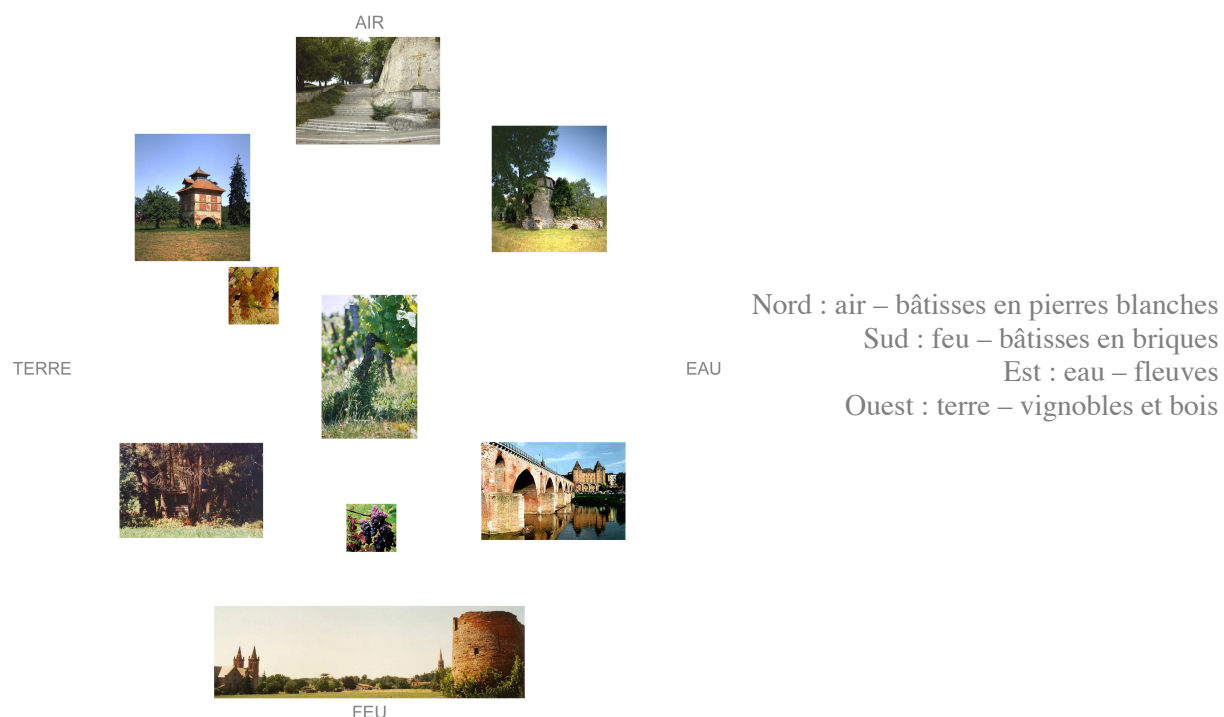 AIR
TERRE
EAU
FEU
Nord : air – bâtisses en pierres blanches
Sud : feu – bâtisses en briques
Est : eau – fleuves
Ouest : terre – vignobles et bois